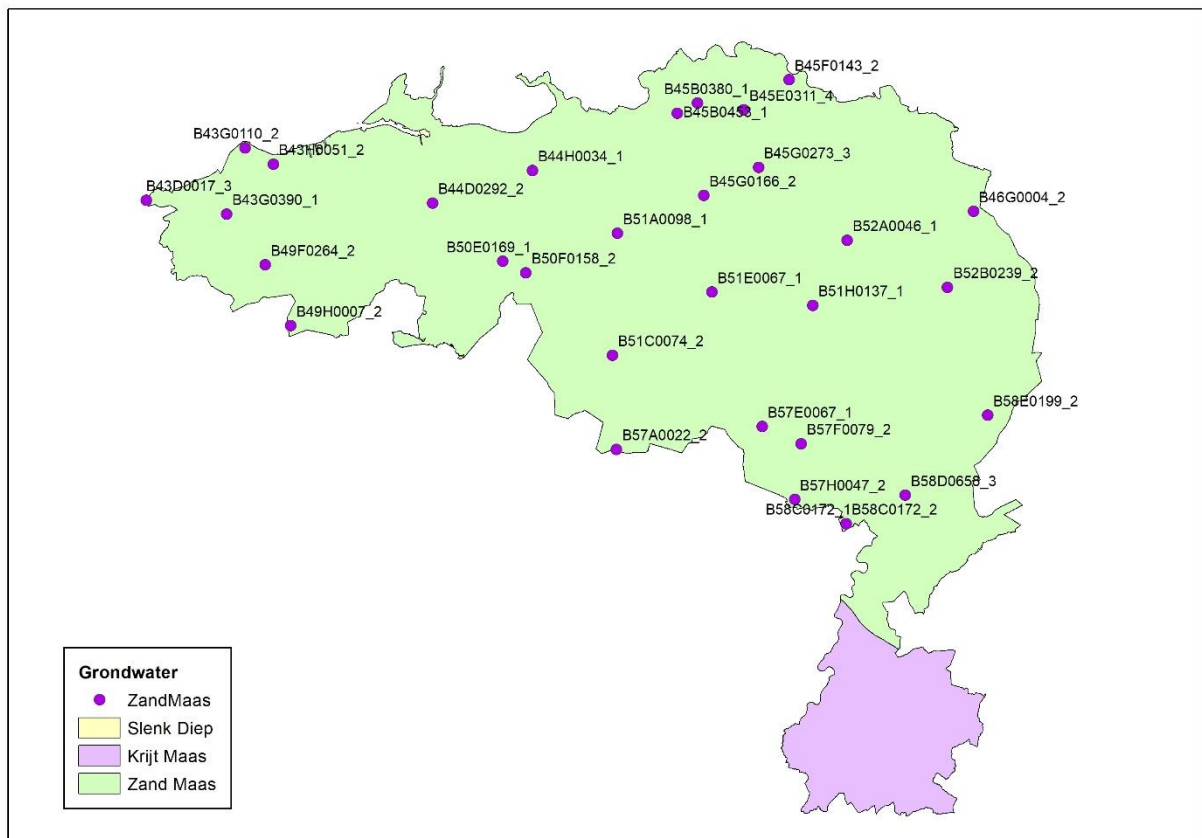 B45F0143_2
B45B0380_1
B45E0311_4
B45B0453_1
B43G0110_2
B43H0051_2
B44H0034_1
B45G0273_3
B43D0017_3
B43G0390_1
B44D0292_2
B45G0166_2
B46G0004_2
B51A0098_1
B52A0046_1
B49F0264_2
B50E0169_1
B50F0158_2
B51E0067_1
B51H0137_1
B52B0239_2
B49H0007_2
B51C0074_2
B58E0199_2
B57E0067_1
B57A0022_2
B57F0079_2
B57H0047_2
B58D0658_3
B58C0172_1B58C0172_2
Grondwater
ZandMaas
Slenk Diep
Krijt Maas
Zand Maas